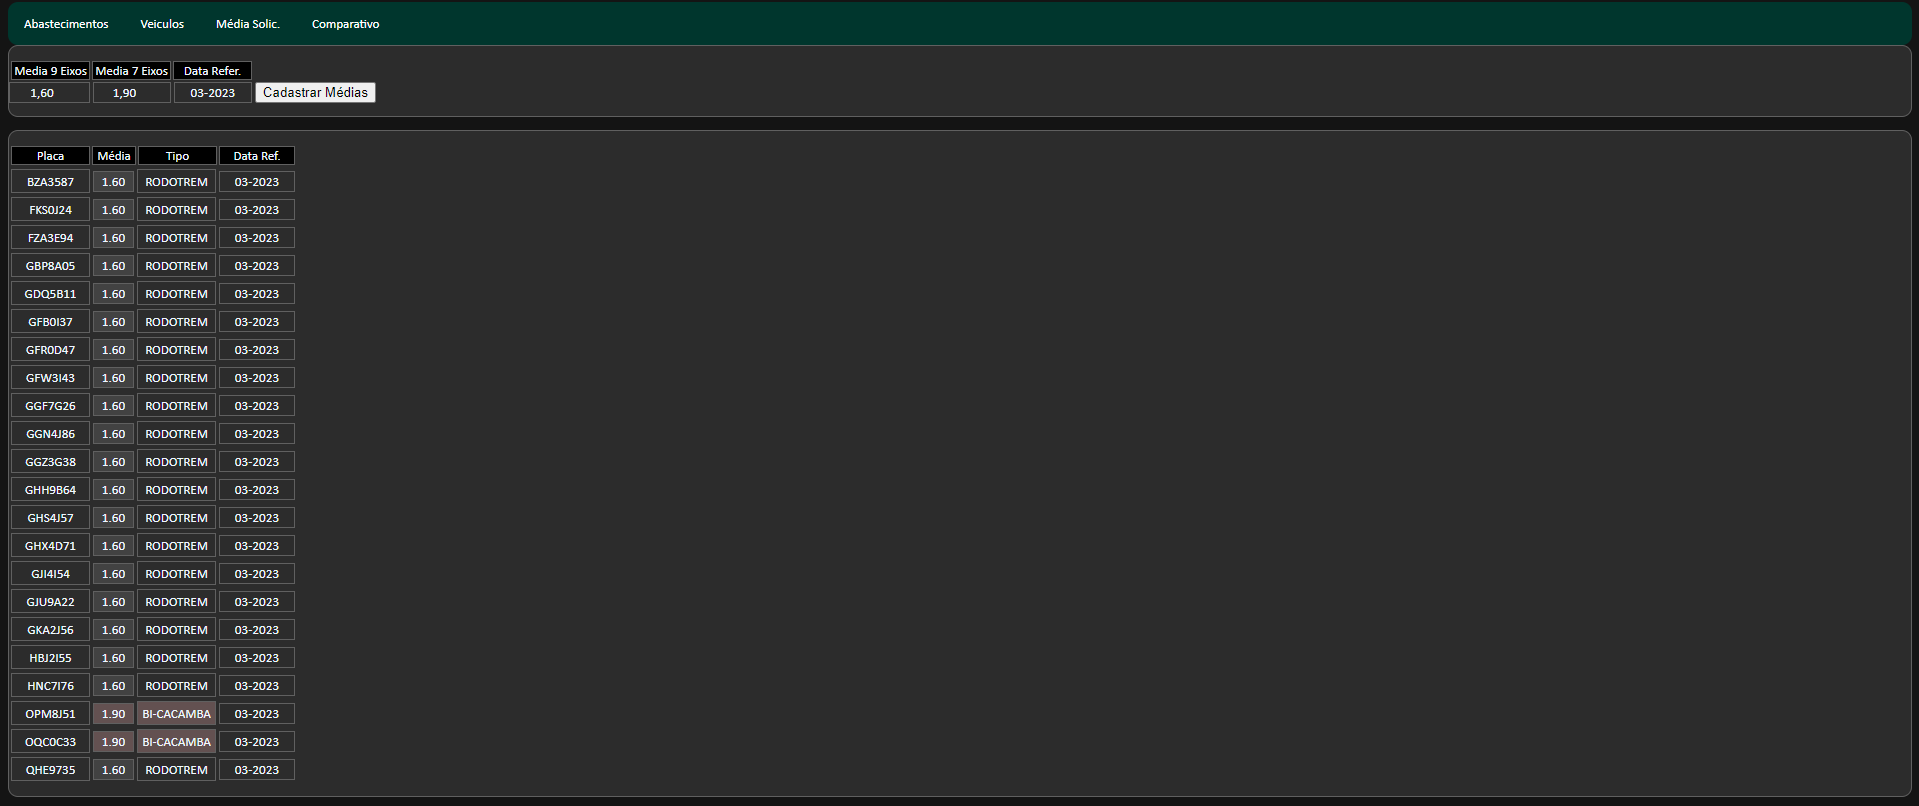 Abastecimentos Veiculos Média Solic. Comparativo
Media 9 Eixos Media 7 Eixos Data Refer.
1,60 1,90 03-2023 Cadastrar Médias
Placa Média Tipo Data Ref.
BZA3587 1.60 RODOTREM 03-2023
FKS0J24 1.60 RODOTREM 03-2023
FZA3E94 1.60 RODOTREM 03-2023
GBP8A05 1.60 RODOTREM 03-2023
GDQ5B11 1.60 RODOTREM 03-2023
GFB0I37 1.60 RODOTREM 03-2023
GFR0D47 1.60 RODOTREM 03-2023
GFW3I43 1.60 RODOTREM 03-2023
GGF7G26 1.60 RODOTREM 03-2023
GGN4J86 1.60 RODOTREM 03-2023
GGZ3G38 1.60 RODOTREM 03-2023
GHH9B64 1.60 RODOTREM 03-2023
GHS4J57 1.60 RODOTREM 03-2023
GHX4D71 1.60 RODOTREM 03-2023
GJI4I54 1.60 RODOTREM 03-2023
GJU9A22 1.60 RODOTREM 03-2023
GKA2J56 1.60 RODOTREM 03-2023
HBJ2I55 1.60 RODOTREM 03-2023
HNC7I76 1.60 RODOTREM 03-2023
OPM8J51 1.90 BI-CACAMBA 03-2023
OQC0C33 1.90 BI-CACAMBA 03-2023
QHE9735 1.60 RODOTREM 03-2023